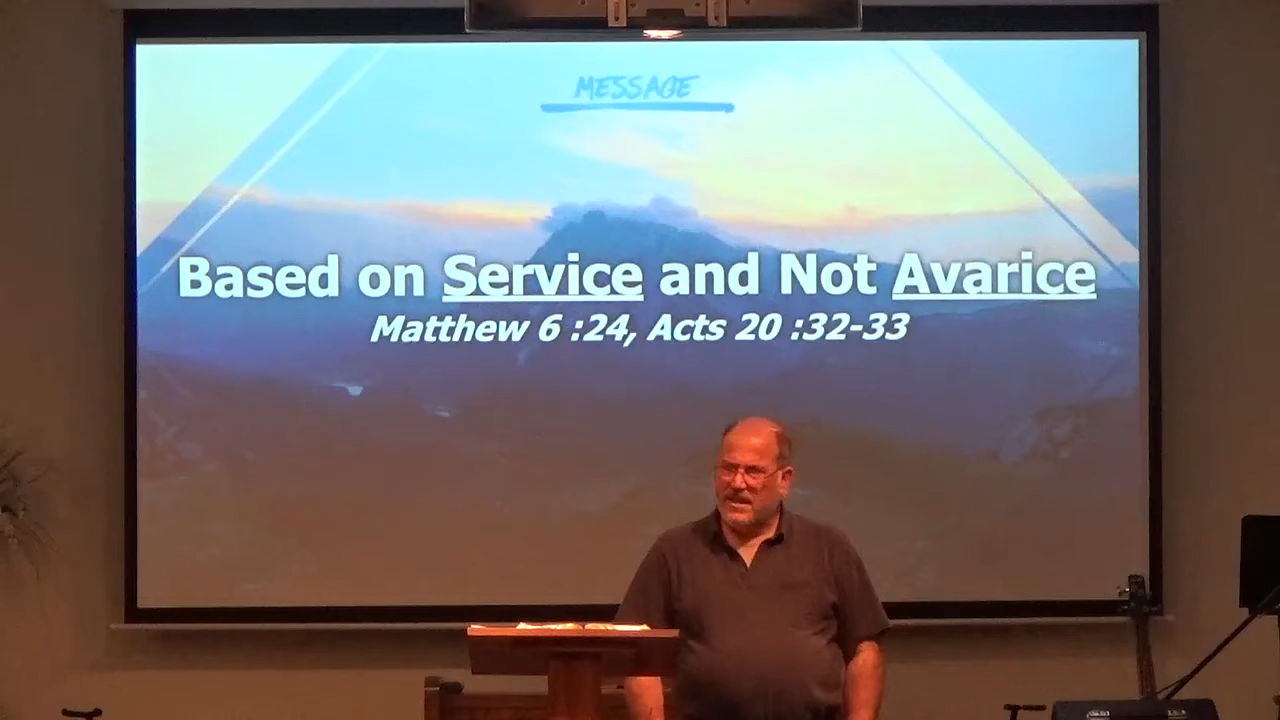 MESSAGE
Based on Service and Not Avarice
Matthew 6 :24, Acts 20 :32-33